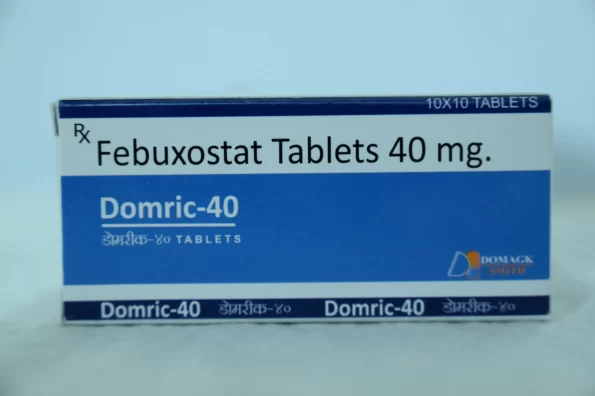 10X10 TABLETS
Rx Febuxostat Tablets 40 mg.
Domric-40
डोमरीक-४० TABLETS
DOMAGK
SMITH
Domric-40 डोमरीक-४० Domric-40 डोमरीक-४०